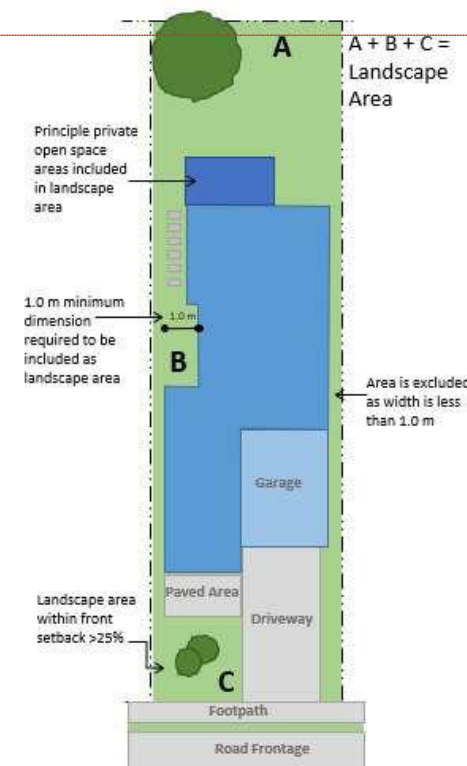 A
A + B + C =
Landscape
Area
Principle private
open space
areas included
in landscape
area
1.0 m minimum
dimension
required to be
included as
landscape area
1.0 m
B
Area is excluded
as width is less
than 1.0 m
Garage
Landscape area
within front
setback >25%
Paved Area
Driveway
C
Footpath
Road Frontage